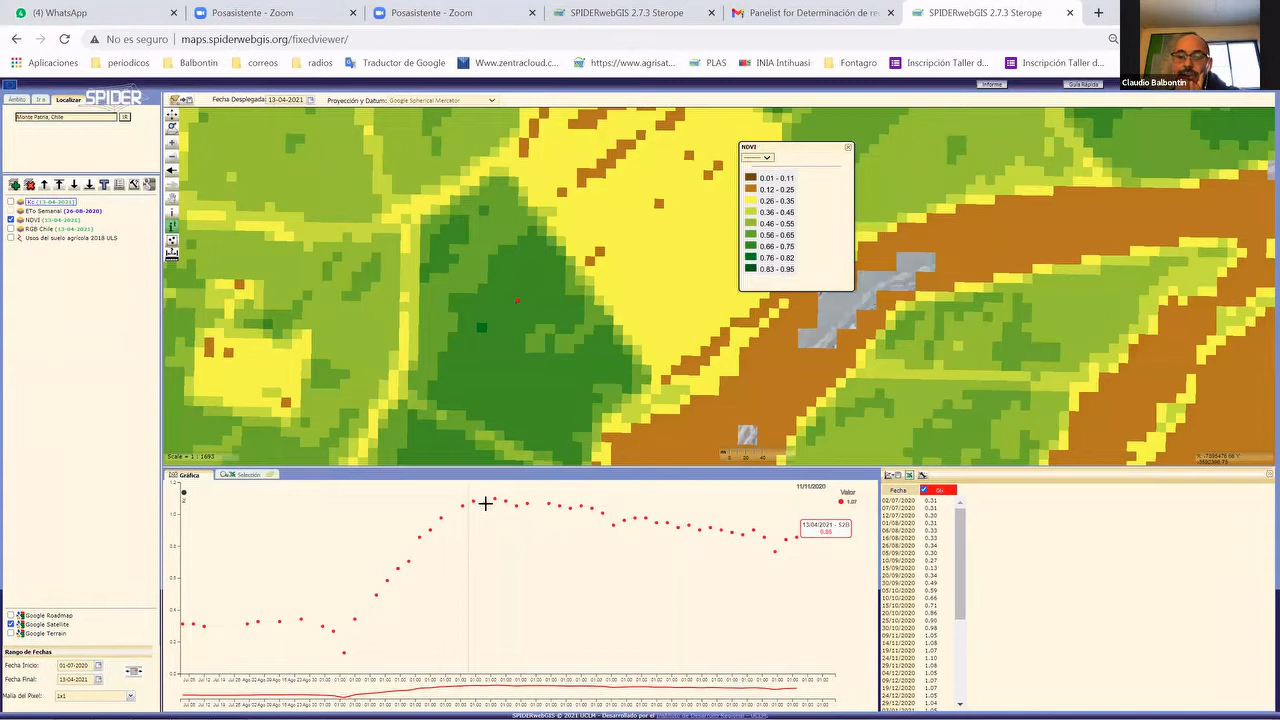 WhatsApp
Posasistente - Zoom
Posasistente - Zoom
SPIDERwebGIS 2.7.3 Sterope
Panelist for Determinación de re
SPIDERwebGIS 2.7.3 Sterope
No es seguro
maps.spiderwebgis.org/fixedviewer/
Aplicaciones
periodicos
Balbontin
correos
radios
Traductor de Google
Www.zentracloud.c...
https://www.agrisat...
PLAS
INIA Intihuasi
Fontagro
Inscripción Taller d...
Inscripción Taller d...
Claudio Balbontín
Informe
Guía Rápida
Ámbito
Ir a
Localizar
SPIDER
Fecha Desplegada:
13-04-2021
Proyección y Datum:
Google Spherical Mercator
Monte Patria, Chile
IR
Kc (13-04-2021)
ETo Semanal (26-08-2020)
NDVI (13-04-2021)
RGB Chile (13-04-2021)
Usos del suelo agrícola 2018 ULS
NDVI
0.01 - 0.11
0.12 - 0.25
0.26 - 0.35
0.36 - 0.45
0.46 - 0.55
0.56 - 0.65
0.66 - 0.75
0.76 - 0.82
0.83 - 0.95
Scale = 1 : 1693
Gráfica
Selección
11/11/2020
Valor
1.07
13/04/2021 - S2B
0.85
Fecha
02/07/2020 0.31
07/07/2020 0.31
12/07/2020 0.30
01/08/2020 0.31
06/08/2020 0.33
16/08/2020 0.33
26/08/2020 0.34
05/09/2020 0.30
10/09/2020 0.27
15/09/2020 0.13
20/09/2020 0.34
30/09/2020 0.49
05/10/2020 0.59
10/10/2020 0.66
15/10/2020 0.71
20/10/2020 0.86
25/10/2020 0.90
30/10/2020 0.98
09/11/2020 1.05
14/11/2020 1.08
19/11/2020 1.07
24/11/2020 1.10
29/11/2020 1.08
04/12/2020 1.05
09/12/2020 1.07
19/12/2020 1.07
24/12/2020 1.05
29/12/2020 1.04
Google Roadmap
Google Satellite
Google Terrain
Rango de Fechas
Fecha Inicio:
01-07-2020
Fecha Final:
13-04-2021
Malla del Pixel:
1x1
SPIDERwebGIS © 2021 UCLM - Desarrollado por el Instituto de Desarrollo Regional - UCLM.